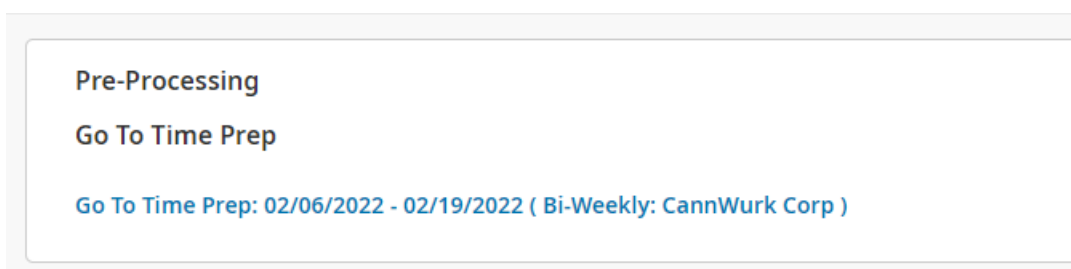 Pre-Processing
Go To Time Prep
Go To Time Prep: 02/06/2022 - 02/19/2022 ( Bi-Weekly: CannWurk Corp )